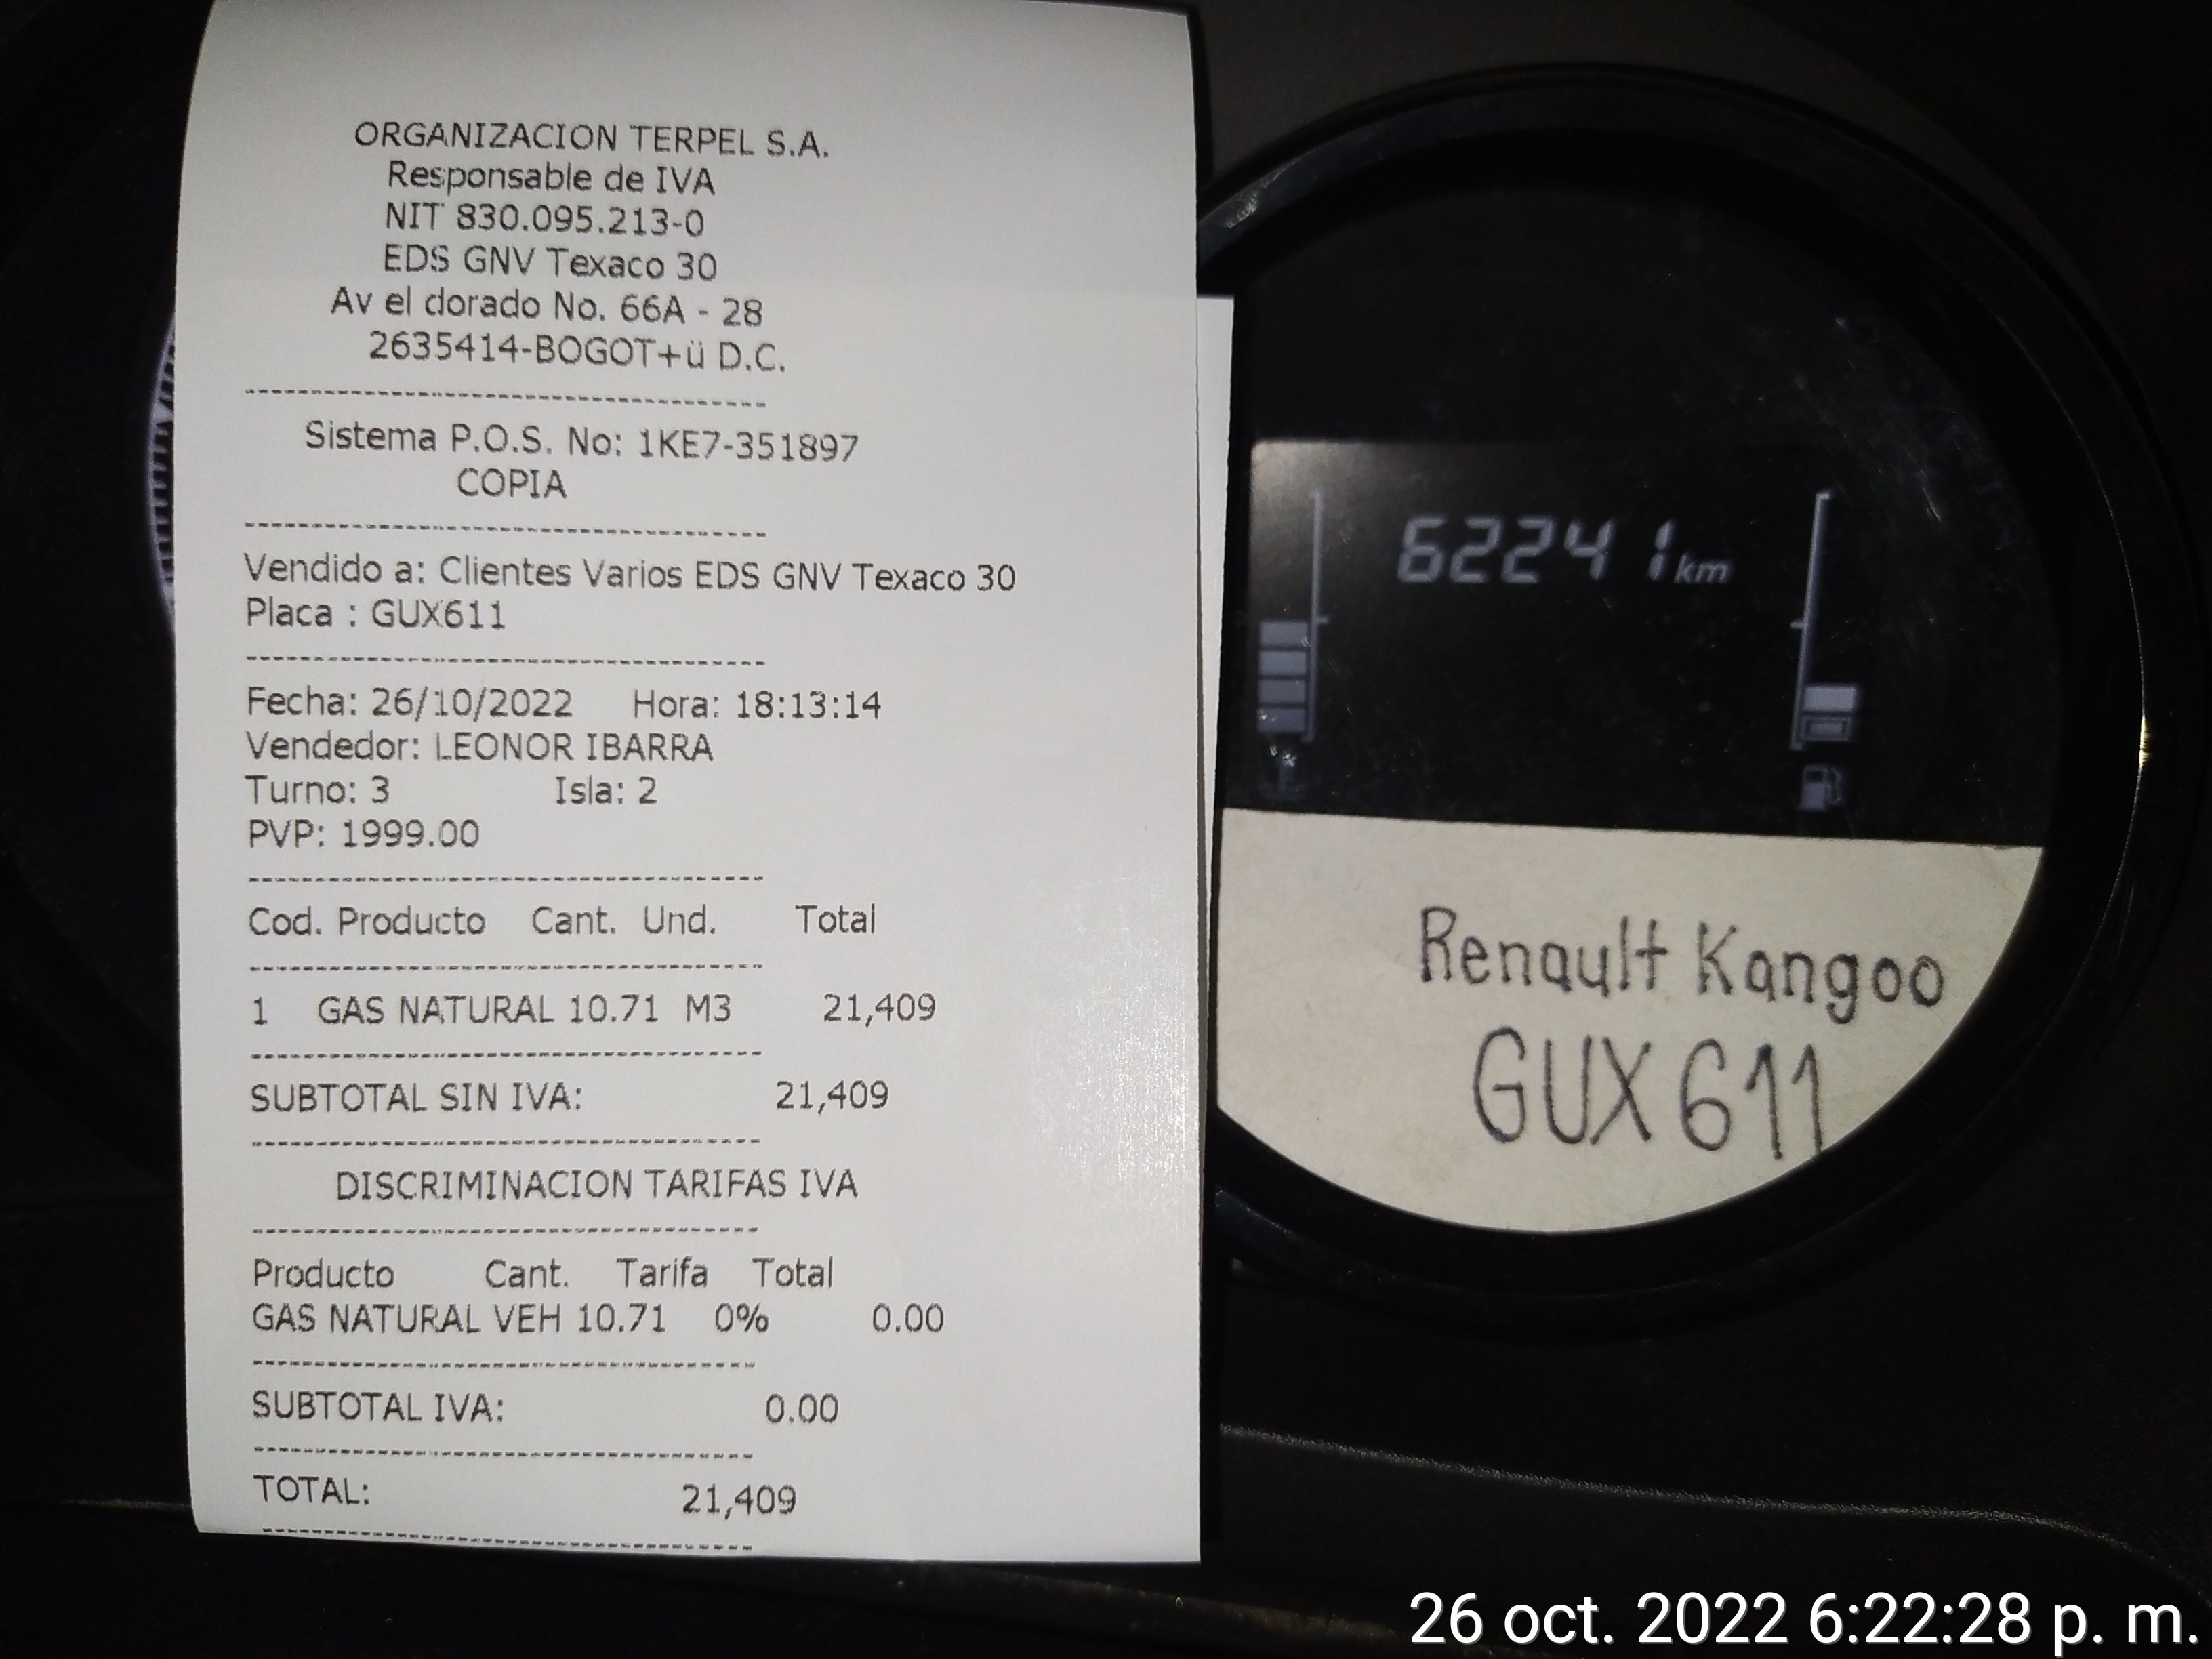 ORGANIZACION TERPEL S.A.
Responsable de IVA
NIT 830.095.213-0
EDS GNV Texaco 30
Av el dorado No. 66A - 28
2635414-BOGOT+ü D.C.
Sistema P.O.S. No: 1KE7-351897
COPIA
Vendido a: Clientes Varios EDS GNV Texaco 30
Placa : GUX611
Fecha: 26/10/2022 Hora: 18:13:14
Vendedor: LEONOR IBARRA
Turno: 3 Isla: 2
PVP: 1999.00
Cod. Producto Cant. Und. Total
1 GAS NATURAL 10.71 M3 21,409
SUBTOTAL SIN IVA: 21,409
DISCRIMINACION TARIFAS IVA
Producto Cant. Tarifa Total
GAS NATURAL VEH 10.71 0% 0.00
SUBTOTAL IVA: 0.00
TOTAL: 21,409
62241 km
Renault Kangoo
GUX 611
26 oct. 2022 6:22:28 p. m.